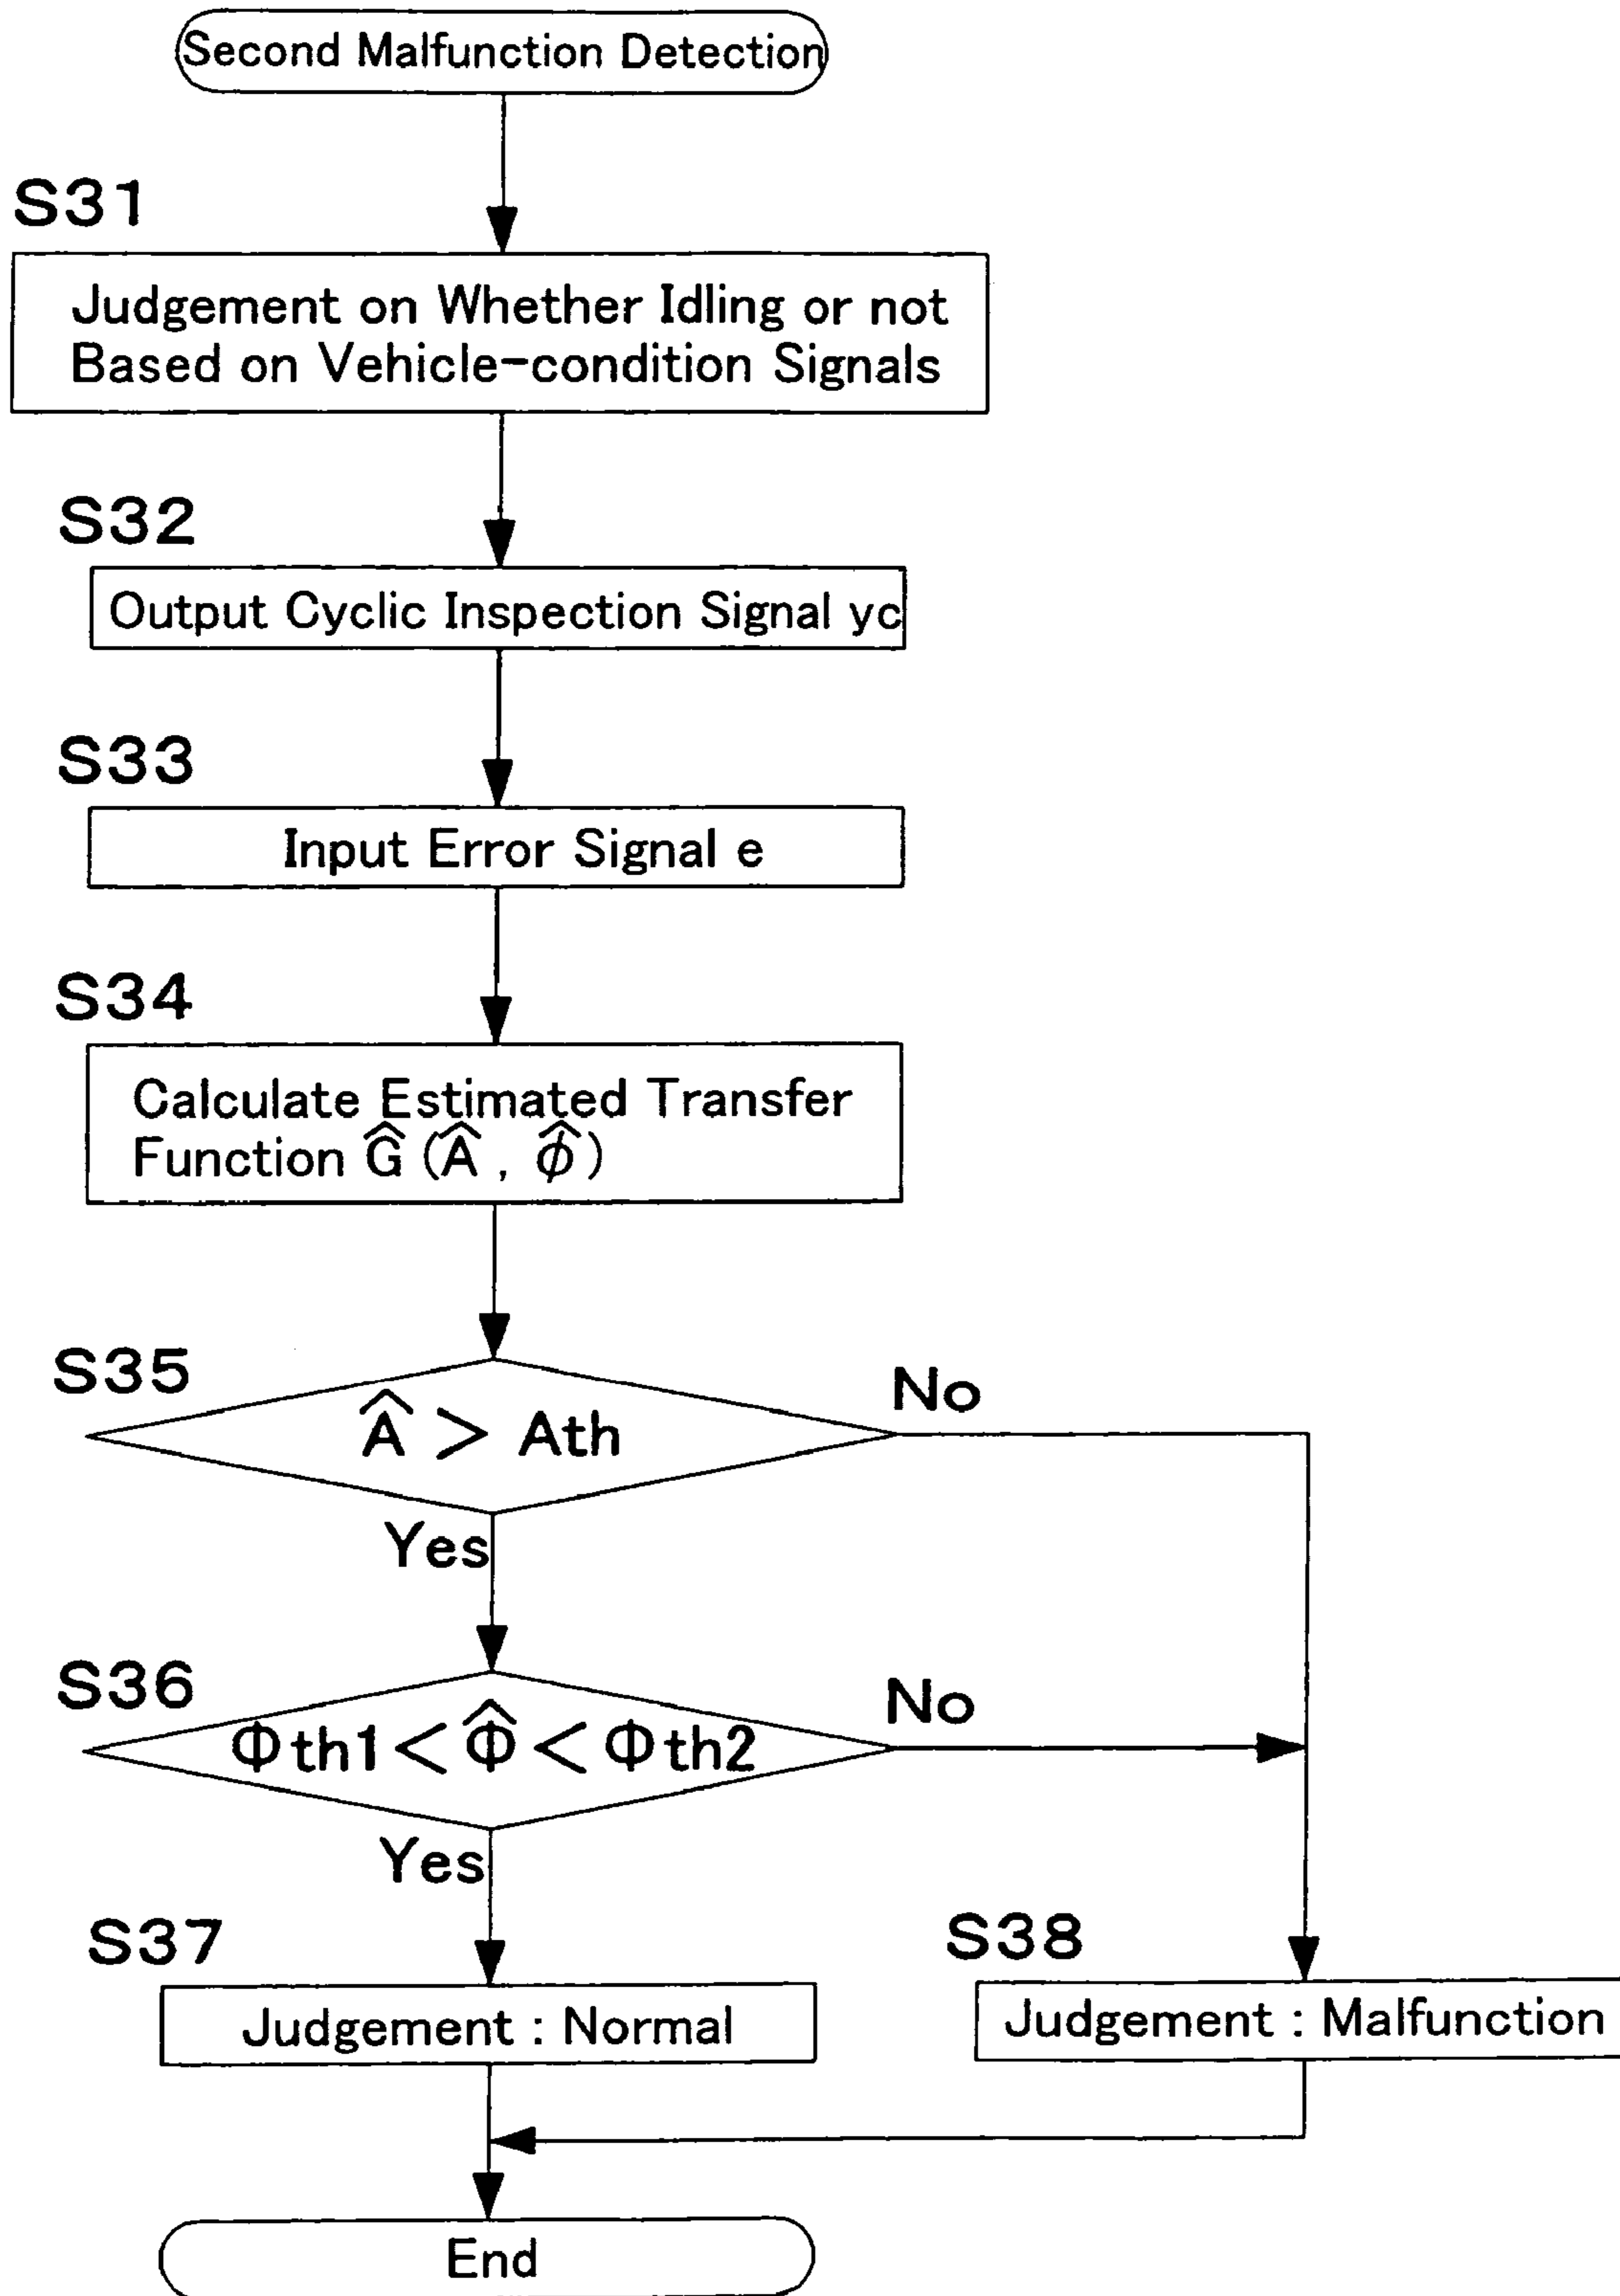 Second Malfunction Detection
S31
Judgement on Whether Idling or not
Based on Vehicle-condition Signals
S32
Output Cyclic Inspection Signal yc
S33
Input Error Signal e
S34
Calculate Estimated Transfer
Function Ĝ (Â , ϕ̂)
S35
Â > Ath
No
Yes
S36
Φth1 < Φ̂ < Φth2
No
Yes
S37
Judgement : Normal
S38
Judgement : Malfunction
End